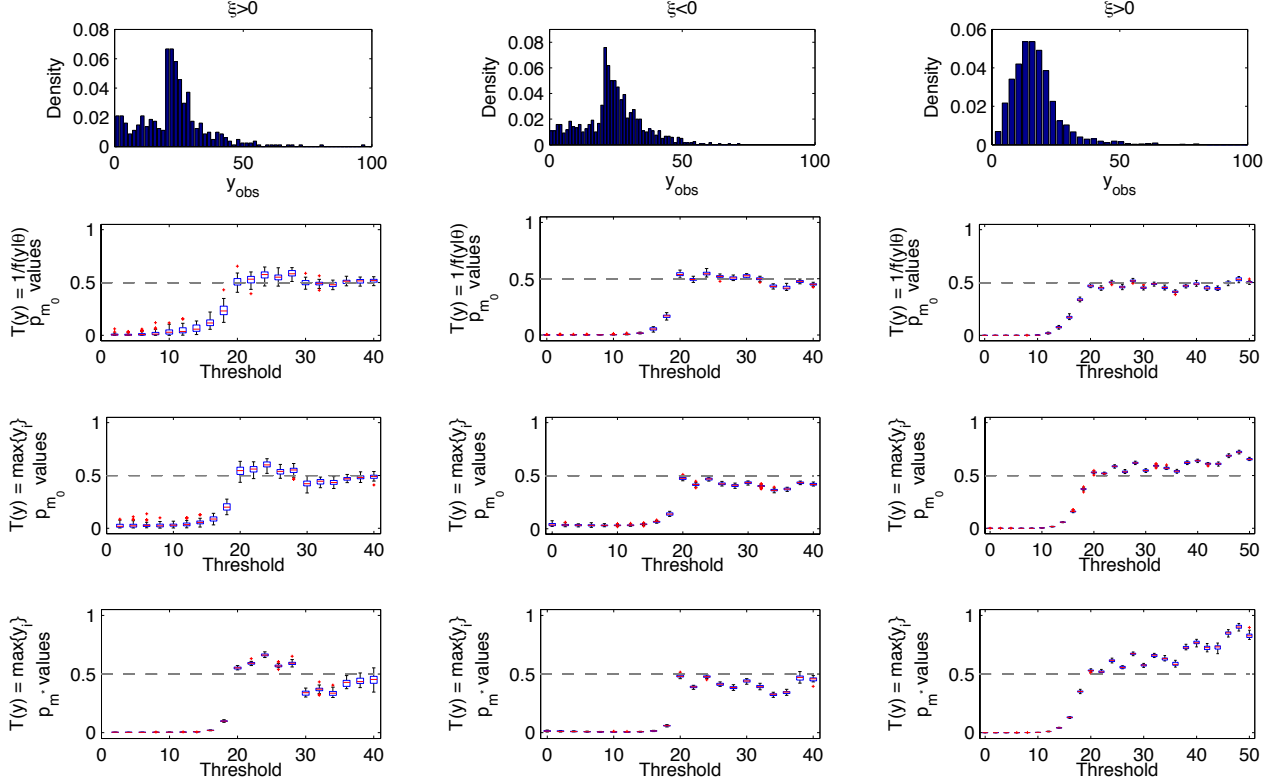 ξ>0
ξ<0
ξ>0
Density
0.08
0.06
0.04
0.02
0
0
50
100
y_obs
Density
0.08
0.06
0.04
0.02
0
0
50
100
y_obs
Density
0.06
0.04
0.02
0
0
50
100
y_obs
T(y) = 1/f(y|θ)
p_m_0 values
1
0.5
0
0
10
20
30
40
Threshold
T(y) = 1/f(y|θ)
p_m_0 values
1
0.5
0
0
10
20
30
40
Threshold
T(y) = 1/f(y|θ)
p_m_0 values
1
0.5
0
0
10
20
30
40
50
Threshold
T(y) = max{y_i}
p_m_0 values
1
0.5
0
0
10
20
30
40
Threshold
T(y) = max{y_i}
p_m_0 values
1
0.5
0
0
10
20
30
40
Threshold
T(y) = max{y_i}
p_m_0 values
1
0.5
0
0
10
20
30
40
50
Threshold
T(y) = max{y_i}
p_m* values
1
0.5
0
0
10
20
30
40
Threshold
T(y) = max{y_i}
p_m* values
1
0.5
0
0
10
20
30
40
Threshold
T(y) = max{y_i}
p_m* values
1
0.5
0
0
10
20
30
40
50
Threshold